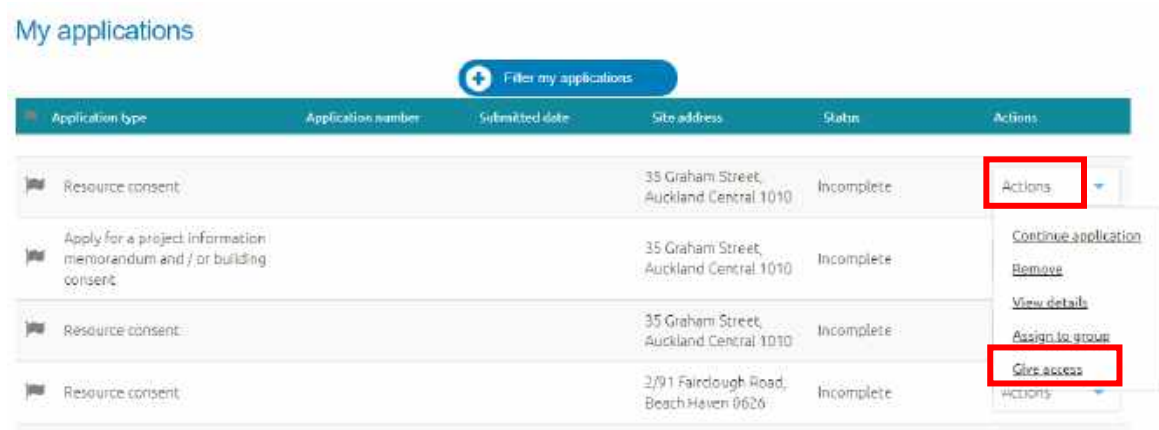 My applications
Filter my applications
Application type Application number Submitted date Site address Status Actions
Resource consent 35 Graham Street, Auckland Central 1010 Incomplete Actions
Continue application
Remove
View details
Assign to group
Give access
Apply for a project information
memorandum and / or building
consent
35 Graham Street,
Auckland Central 1010
Incomplete
Resource consent
35 Graham Street,
Auckland Central 1010
Incomplete
Resource consent
2/91 Fairclough Road,
Beach Haven 0626
Incomplete
Actions